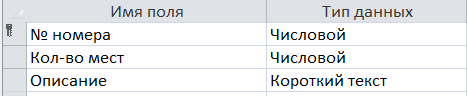 Имя поля Тип данных
№ номера Числовой
Кол-во мест Числовой
Описание Короткий текст